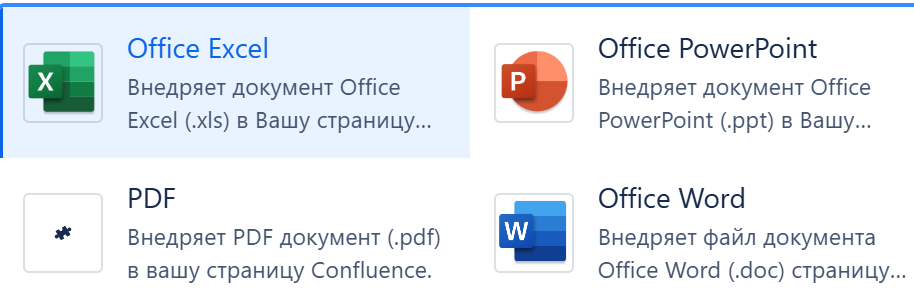 Office Excel
Внедряет документ Office
Excel (.xls) в Вашу страницу...
Office PowerPoint
Внедряет документ Office
PowerPoint (.ppt) в Вашу...
PDF
Внедряет PDF документ (.pdf)
в вашу страницу Confluence.
Office Word
Внедряет файл документа
Office Word (.doc) страницу...
X
P
W